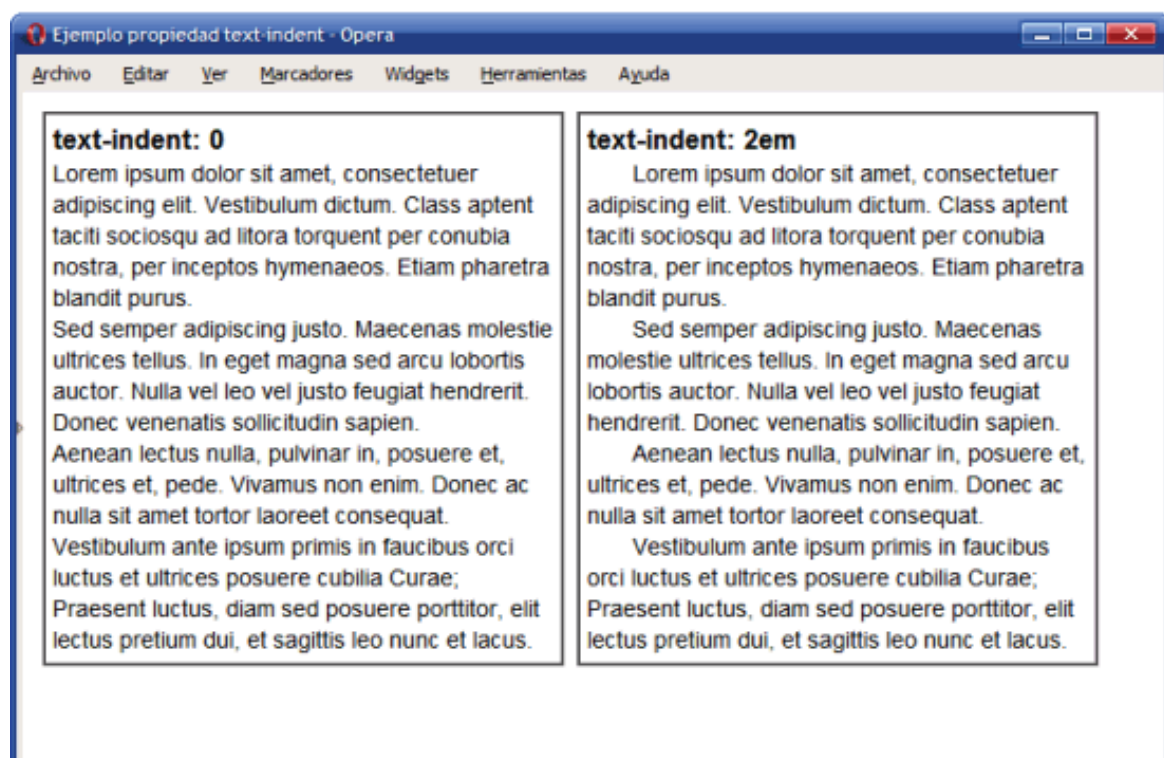 Ejemplo propiedad text-indent - Opera
Archivo Editar Ver Marcadores Widgets Herramientas Ayuda
text-indent: 0
Lorem ipsum dolor sit amet, consectetuer
adipiscing elit. Vestibulum dictum. Class aptent
taciti sociosqu ad litora torquent per conubia
nostra, per inceptos hymenaeos. Etiam pharetra
blandit purus.
Sed semper adipiscing justo. Maecenas molestie
ultrices tellus. In eget magna sed arcu lobortis
auctor. Nulla vel leo vel justo feugiat hendrerit.
Donec venenatis sollicitudin sapien.
Aenean lectus nulla, pulvinar in, posuere et,
ultrices et, pede. Vivamus non enim. Donec ac
nulla sit amet tortor laoreet consequat.
Vestibulum ante ipsum primis in faucibus orci
luctus et ultrices posuere cubilia Curae;
Praesent luctus, diam sed posuere porttitor, elit
lectus pretium dui, et sagittis leo nunc et lacus.
text-indent: 2em
Lorem ipsum dolor sit amet, consectetuer
adipiscing elit. Vestibulum dictum. Class aptent
taciti sociosqu ad litora torquent per conubia
nostra, per inceptos hymenaeos. Etiam pharetra
blandit purus.
Sed semper adipiscing justo. Maecenas
molestie ultrices tellus. In eget magna sed arcu
lobortis auctor. Nulla vel leo vel justo feugiat
hendrerit. Donec venenatis sollicitudin sapien.
Aenean lectus nulla, pulvinar in, posuere et,
ultrices et, pede. Vivamus non enim. Donec ac
nulla sit amet tortor laoreet consequat.
Vestibulum ante ipsum primis in faucibus
orci luctus et ultrices posuere cubilia Curae;
Praesent luctus, diam sed posuere porttitor, elit
lectus pretium dui, et sagittis leo nunc et lacus.